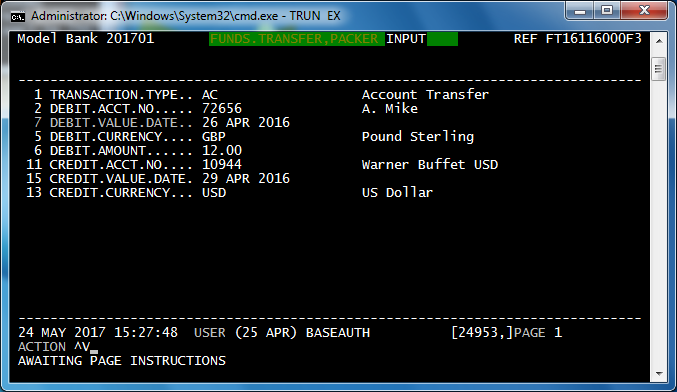 Administrator: C:\Windows\System32\cmd.exe - TRUN EX
Model Bank 201701 FUNDS.TRANSFER,PACKER INPUT REF FT16116000F3
--------------------------------------------------------------------------------
1 TRANSACTION.TYPE.. AC Account Transfer
2 DEBIT.ACCT.NO..... 72656 A. Mike
7 DEBIT.VALUE.DATE.. 26 APR 2016
5 DEBIT.CURRENCY.... GBP Pound Sterling
6 DEBIT.AMOUNT...... 12.00
11 CREDIT.ACCT.NO.... 10944 Warner Buffet USD
15 CREDIT.VALUE.DATE. 29 APR 2016
13 CREDIT.CURRENCY... USD US Dollar
--------------------------------------------------------------------------------
24 MAY 2017 15:27:48 USER (25 APR) BASEAUTH [24953,]PAGE 1
ACTION ^V_
AWAITING PAGE INSTRUCTIONS